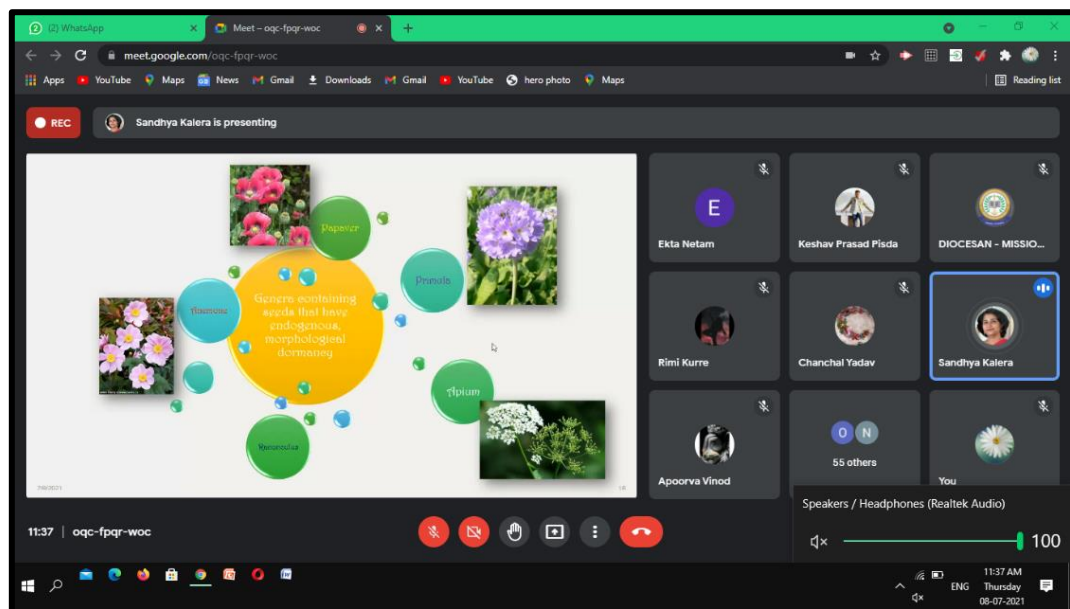 (2) WhatsApp
Meet – oqc-fpqr-woc
meet.google.com/oqc-fpqr-woc
Apps YouTube Maps News Gmail Downloads Gmail YouTube hero photo Maps Reading list
REC Sandhya Kalera is presenting
Papaver
Primula
Anemone
Genera containing
seeds that have
endogenous,
morphological
dormancy
Apium
Ranunculus
E
Ekta Netam
Keshav Prasad Pisda
DIOCESAN - MISSIO...
Rimi Kurre
Chanchal Yadav
Sandhya Kalera
Apoorva Vinod
O N
55 others
You
Speakers / Headphones (Realtek Audio)
100
11:37 | oqc-fpqr-woc
ENG
11:37 AM
Thursday
08-07-2021